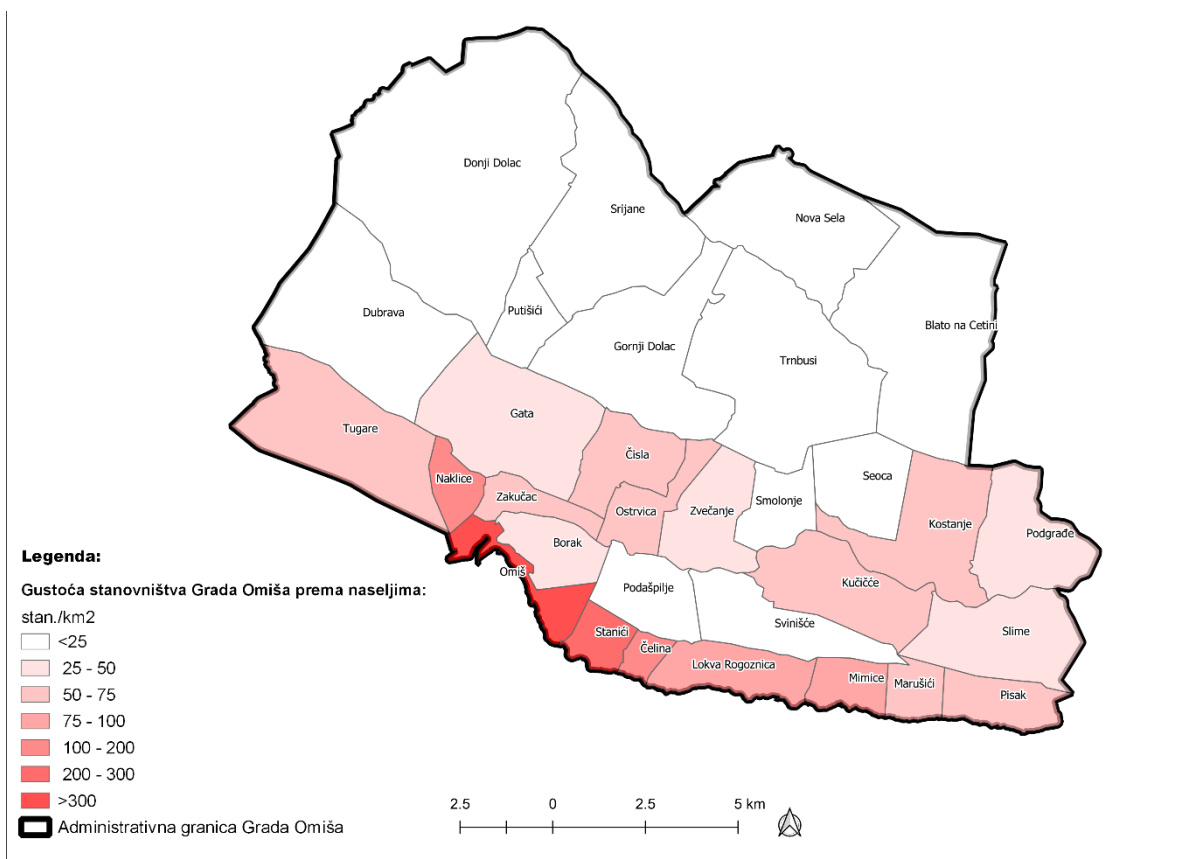 Donji Dolac
Srijane
Nova Sela
Dubrava
Putišići
Blato na Cetini
Gornji Dolac
Trnbusi
Gata
Tugare
Čisla
Naklice
Seoca
Zakučac
Smolonje
Ostrvica
Zvečanje
Kostanje
Podgrađe
Borak
Omiš
Kučičće
Podašpilje
Svinišće
Stanići
Slime
Čelina
Lokva Rogoznica
Mimice
Marušići
Pisak
Legenda:
Gustoća stanovništva Grada Omiša prema naseljima:
stan./km2
<25
25 - 50
50 - 75
75 - 100
100 - 200
200 - 300
>300
Administrativna granica Grada Omiša
2.5 0 2.5 5 km